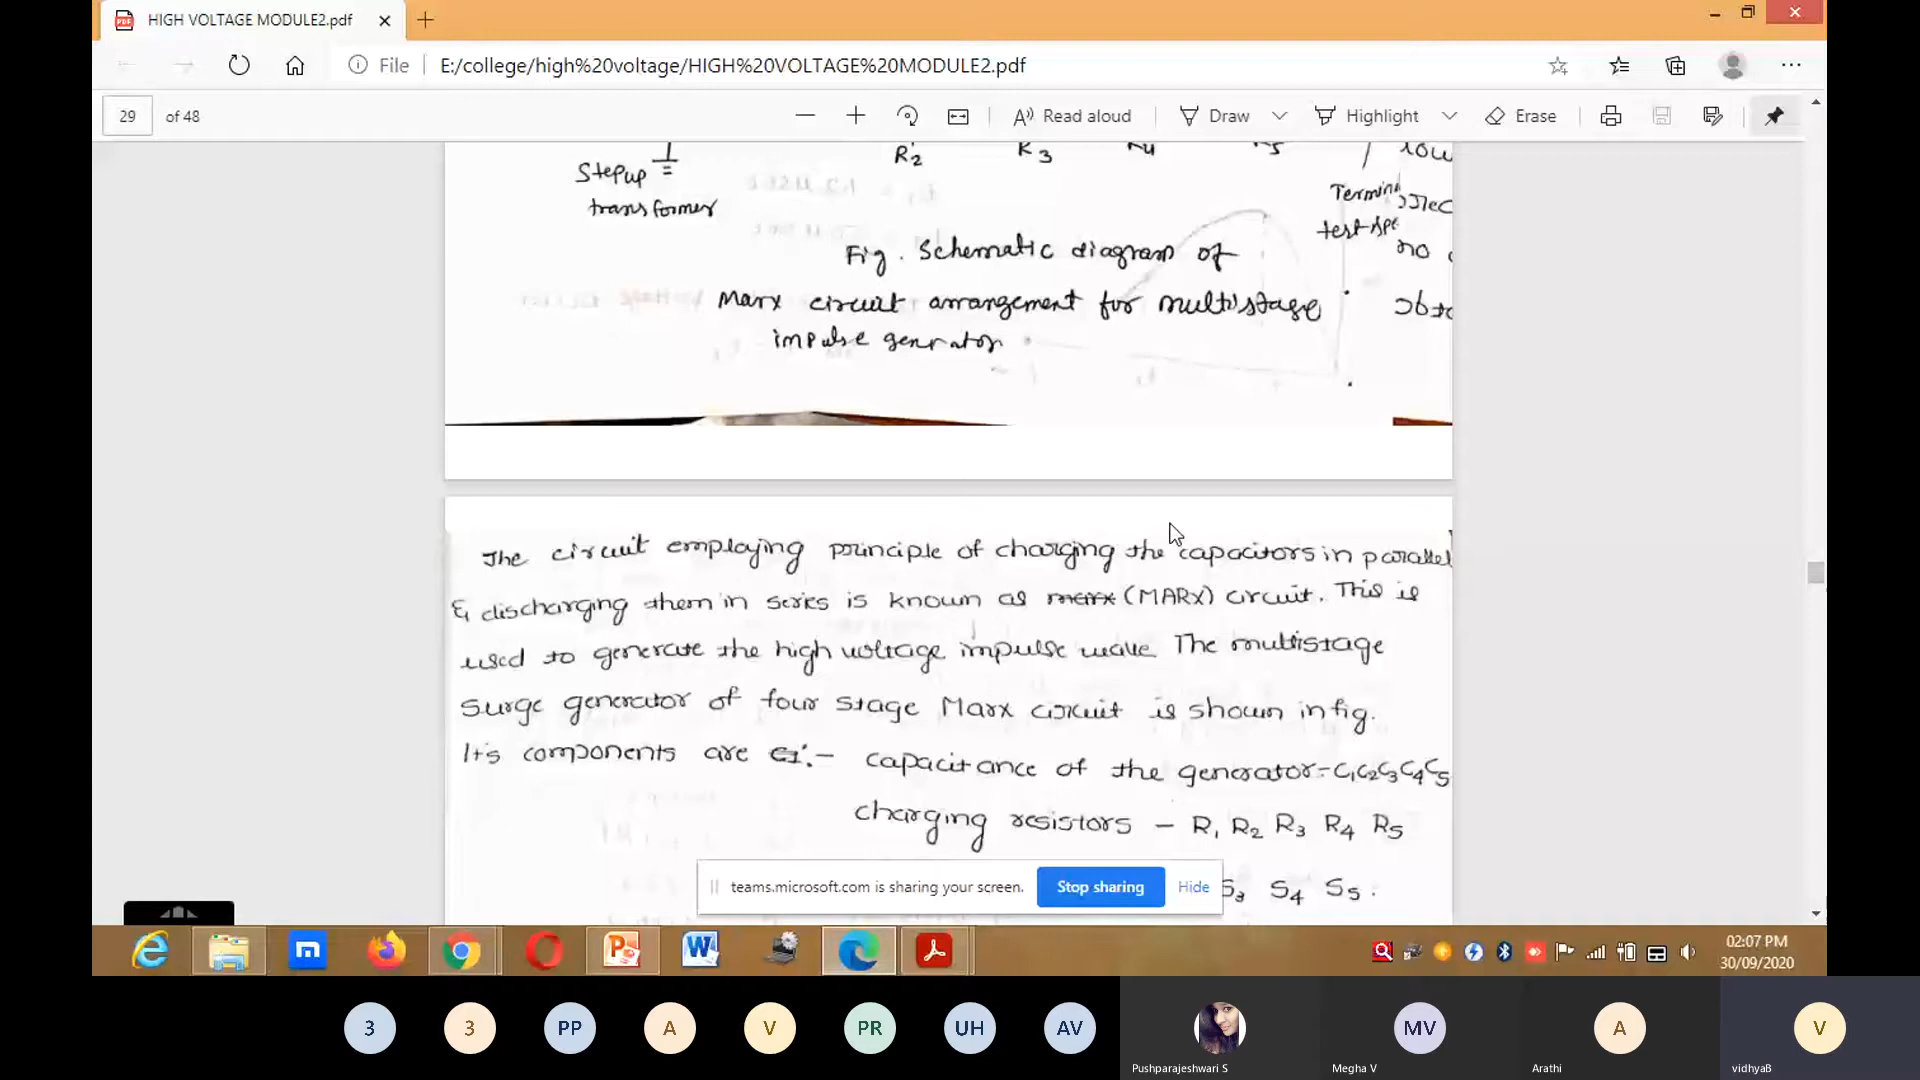 HIGH VOLTAGE MODULE2.pdf
File E:/college/high%20voltage/HIGH%20VOLTAGE%20MODULE2.pdf
29 of 48 Read aloud Draw Highlight Erase
R2 R3 R4 R5
Stepup
transformer
test spe
no
Fig. Schematic diagram of
Marx circuit arrangement for multistage
impulse generator
The circuit employing principle of charging the capacitors in parallel
& discharging them in series is known as marx (MARX) circuit. This is
used to generate the high voltage impulse wave. The multistage
surge generator of four stage Marx circuit is shown in fig.
It's components are C1:- capacitance of the generator - C1C2C3C4C5
charging resistors - R1 R2 R3 R4 R5
S3 S4 S5.
teams.microsoft.com is sharing your screen. Stop sharing Hide
02:07 PM
30/09/2020
3 3 PP A V PR UH AV MV A V
Pushparajeshwari S Megha V Arathi vidhyaB